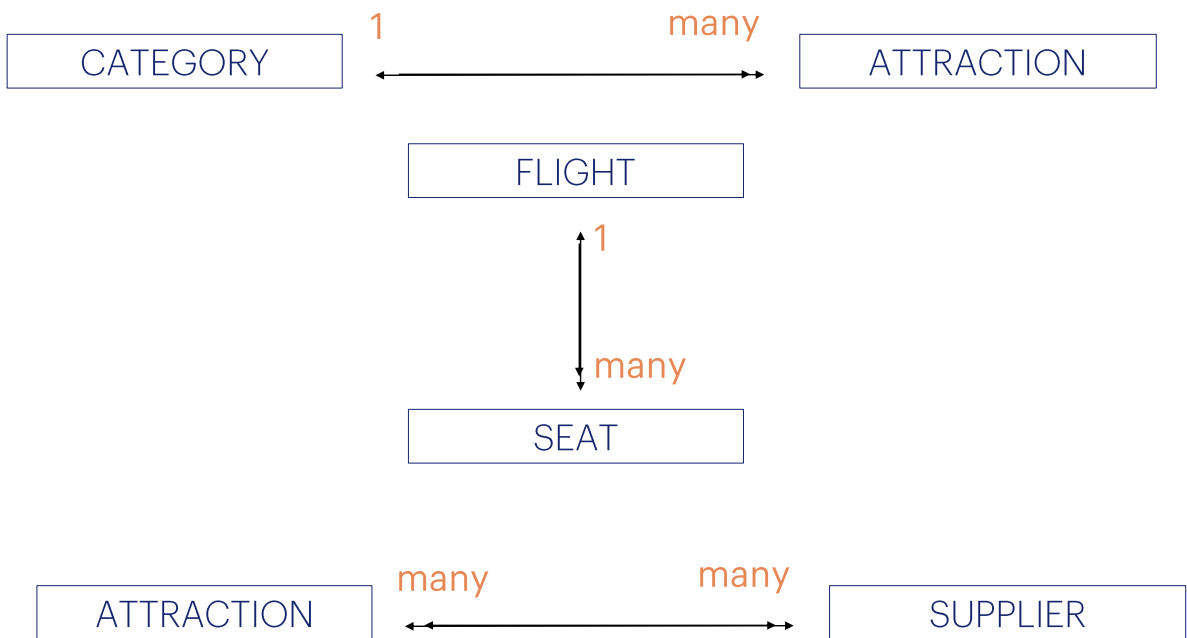 1 many
CATEGORY ATTRACTION
FLIGHT
1
many
SEAT
many many
ATTRACTION SUPPLIER